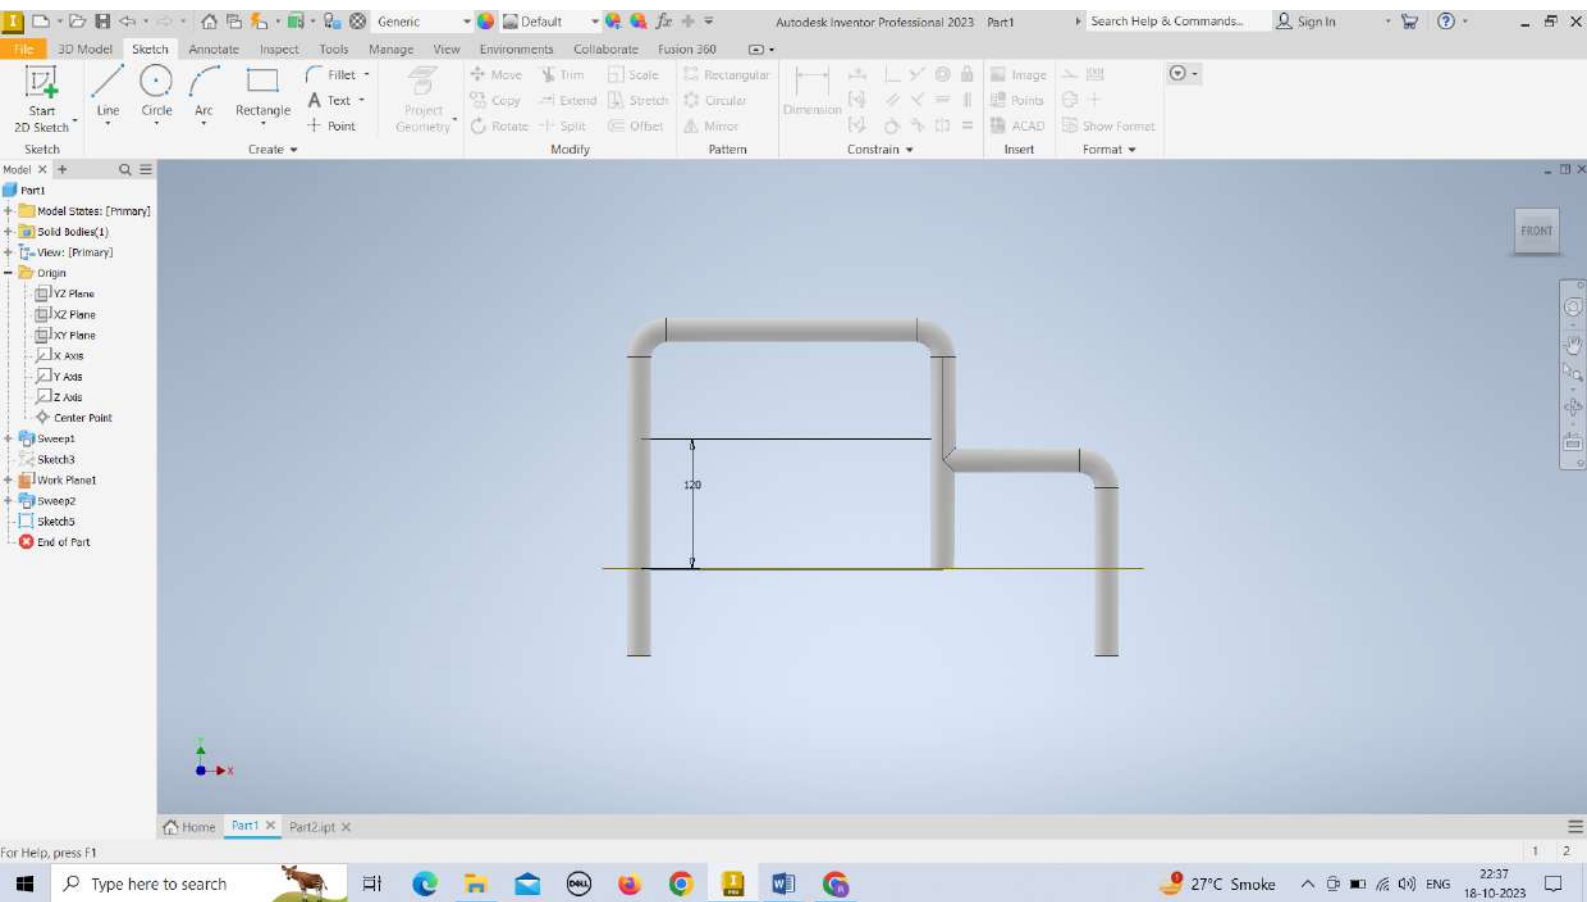 Generic
Default
fx
Autodesk Inventor Professional 2023 Part1
Search Help & Commands...
Sign In
File 3D Model Sketch Annotate Inspect Tools Manage View Environments Collaborate Fusion 360
Start
2D Sketch
Line
Circle
Arc
Rectangle
Fillet
A Text
Point
Project
Geometry
Move
Copy
Rotate
Trim
Extend
Split
Scale
Stretch
Offset
Rectangular
Circular
Mirror
Dimension
Image
Points
ACAD
Show Format
Sketch
Create
Modify
Pattern
Constrain
Insert
Format
Model
Part1
Model States: [Primary]
Solid Bodies(1)
View: [Primary]
Origin
YZ Plane
XZ Plane
XY Plane
X Axis
Y Axis
Z Axis
Center Point
Sweep1
Sketch3
Work Plane1
Sweep2
Sketch5
End of Part
FRONT
120
Y
X
Home Part1 Part2.ipt
For Help, press F1
1 2
Type here to search
DELL
PRO
27°C Smoke
ENG
22:37
18-10-2023